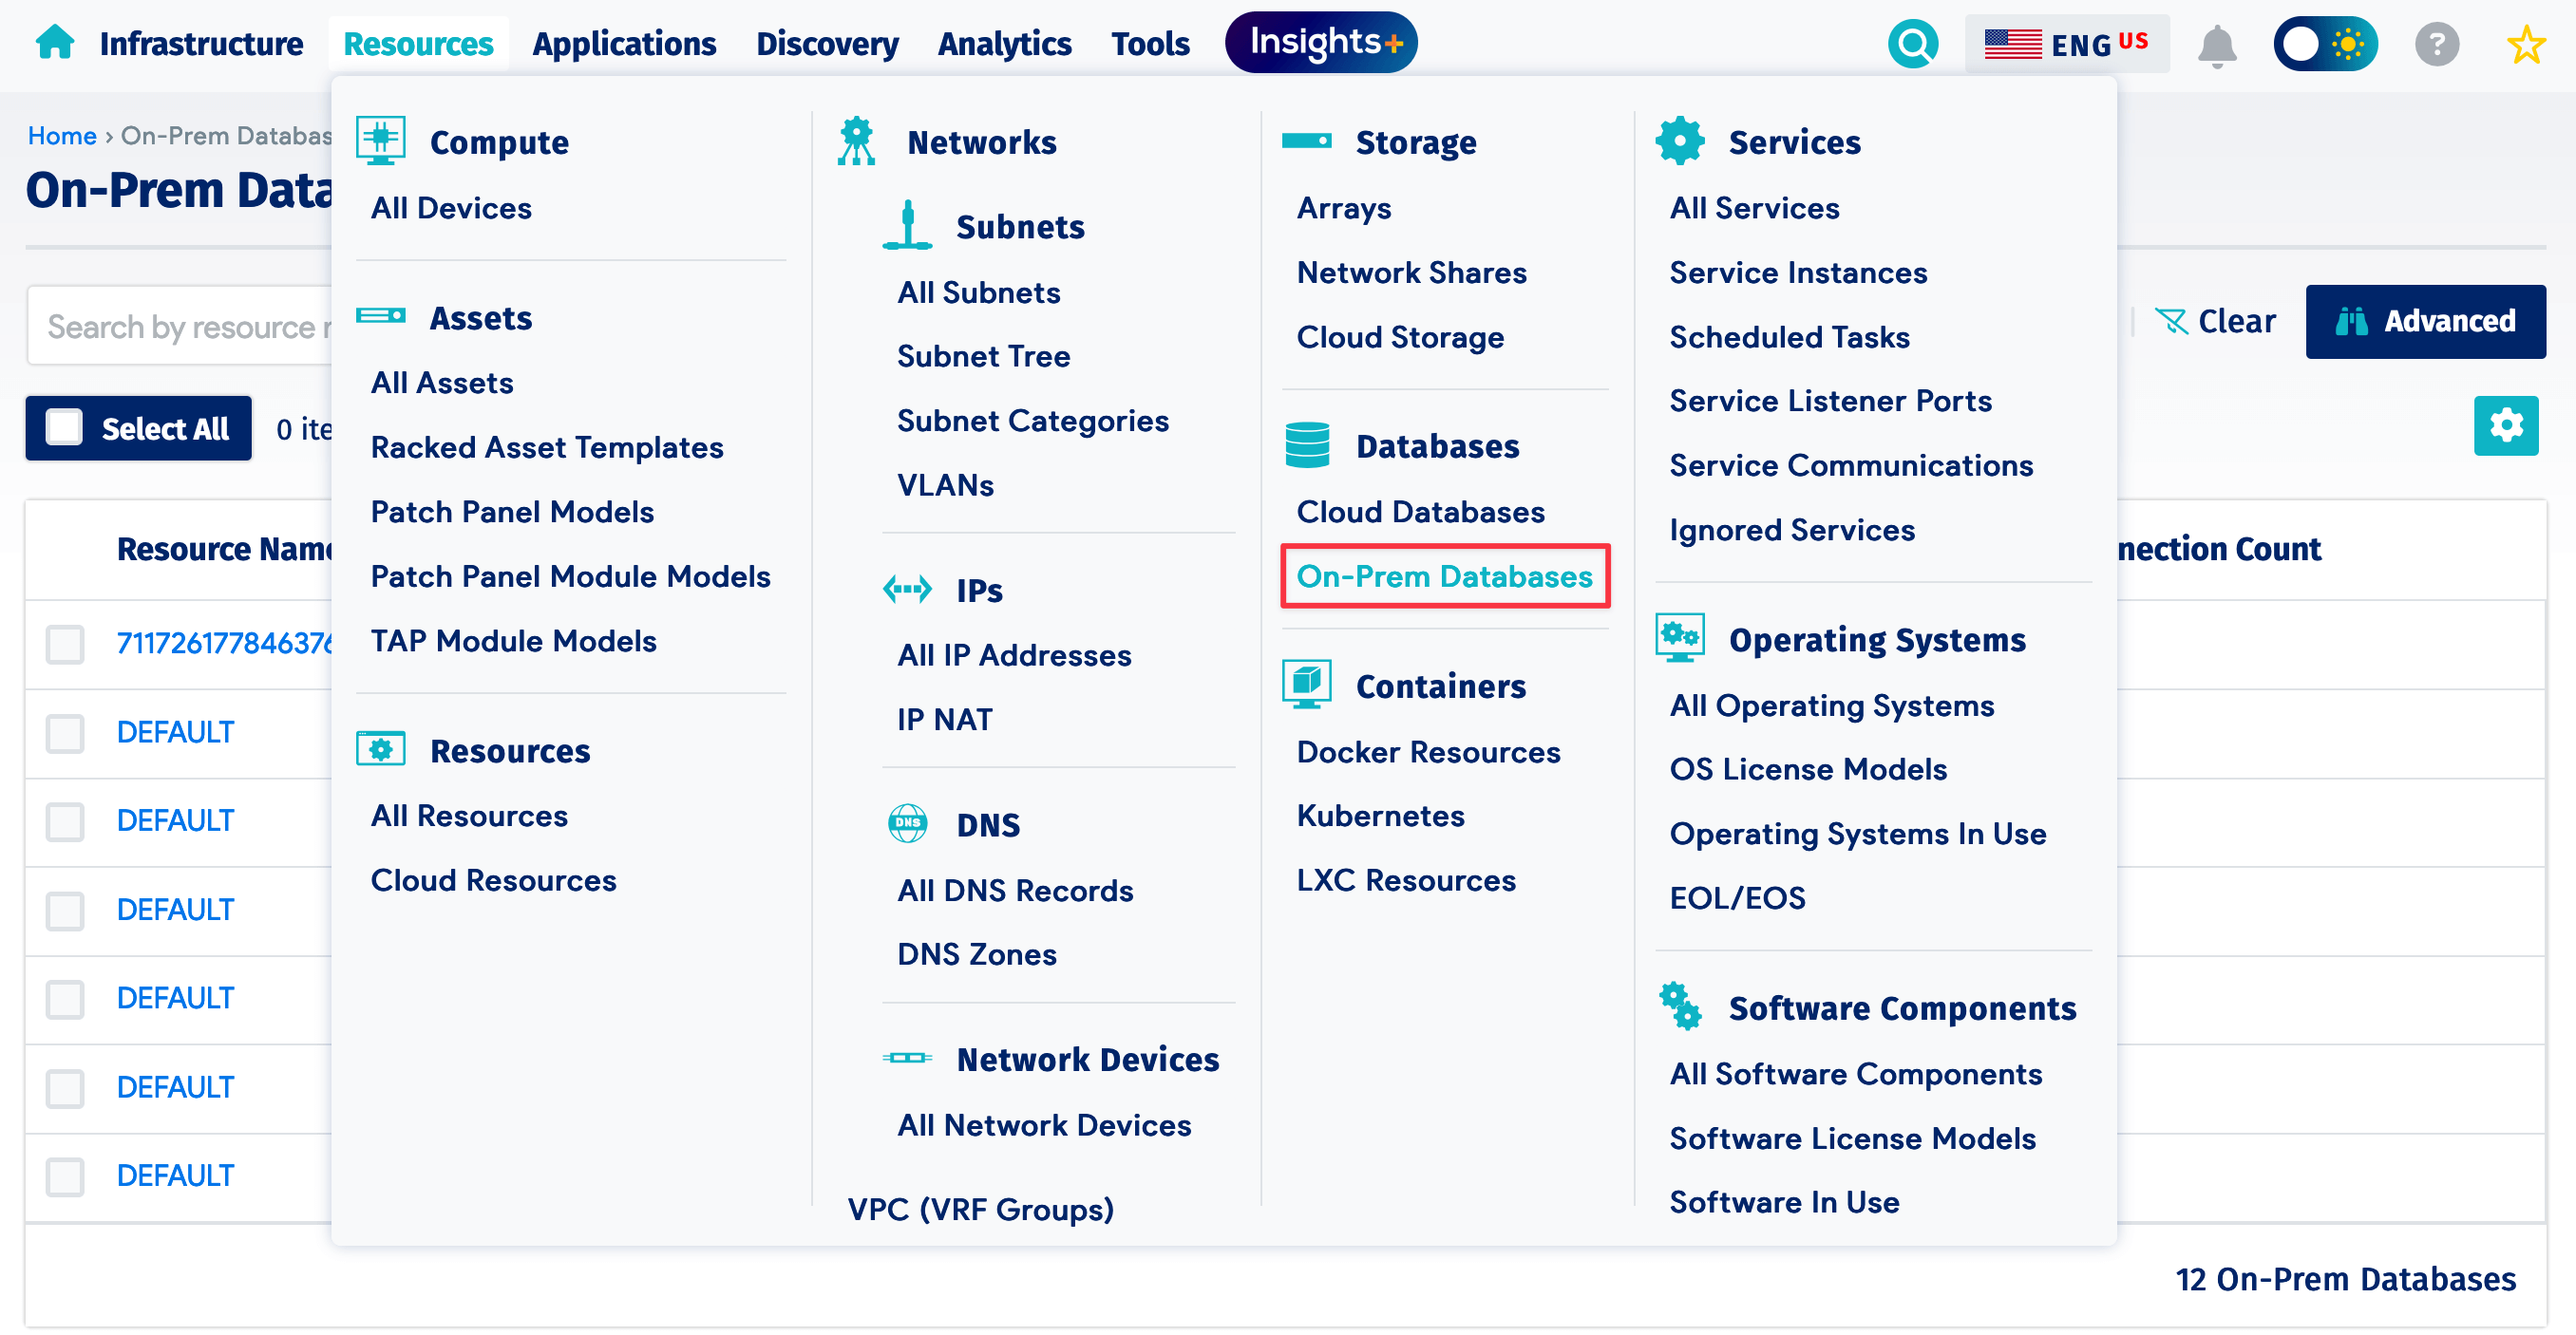 Infrastructure Resources Applications Discovery Analytics Tools Insights+ ENG US ?
Home › On-Prem Databas
On-Prem Data
Search by resource r
Clear
Advanced
Select All
0 ite
Resource Name
nection Count
711726177846376
DEFAULT
DEFAULT
DEFAULT
DEFAULT
DEFAULT
DEFAULT
12 On-Prem Databases
Compute
All Devices
Assets
All Assets
Racked Asset Templates
Patch Panel Models
Patch Panel Module Models
TAP Module Models
Resources
All Resources
Cloud Resources
Networks
Subnets
All Subnets
Subnet Tree
Subnet Categories
VLANs
IPs
All IP Addresses
IP NAT
DNS
DNS
All DNS Records
DNS Zones
Network Devices
All Network Devices
VPC (VRF Groups)
Storage
Arrays
Network Shares
Cloud Storage
Databases
Cloud Databases
On-Prem Databases
Containers
Docker Resources
Kubernetes
LXC Resources
Services
All Services
Service Instances
Scheduled Tasks
Service Listener Ports
Service Communications
Ignored Services
Operating Systems
All Operating Systems
OS License Models
Operating Systems In Use
EOL/EOS
Software Components
All Software Components
Software License Models
Software In Use